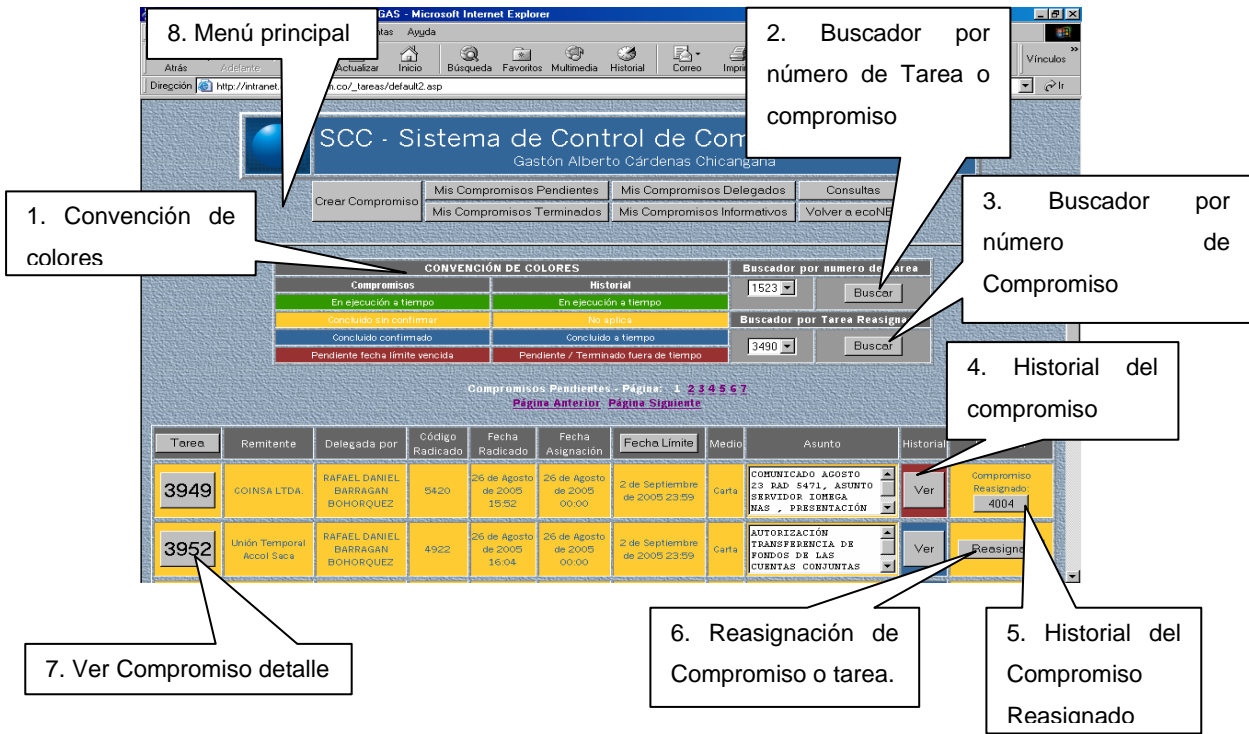 GAS - Microsoft Internet Explorer
8. Menú principal
Ayuda
2. Buscador por
número de Tarea o
compromiso
Atrás Adelante Actualizar Inicio Búsqueda Favoritos Multimedia Historial Correo Vínculos
Dirección http://intranet. co/_tareas/default2.asp Ir
SCC - Sistema de Control de
Gastón Alberto Cárdenas Chicangana
Crear Compromiso
Mis Compromisos Pendientes Mis Compromisos Delegados Consultas
Mis Compromisos Terminados Mis Compromisos Informativos Volver a
1. Convención de
colores
3. Buscador por
número de
Compromiso
CONVENCIÓN DE COLORES
Compromisos Historial
En ejecución a tiempo En ejecución a tiempo
Concluido sin confirmar No aplica
Concluido confirmado Concluido a tiempo
Pendiente fecha límite vencida Pendiente / Terminado fuera de tiempo
Buscador por numero de tarea
1523 Buscar
Buscador por Tarea
3490 Buscar
4. Historial del
compromiso
Compromisos Pendientes - Página: 1 2 3 4 5 6 7
Página Anterior Página Siguiente
Tarea Remitente Delegada por Código Radicado Fecha Radicado Fecha Asignación Fecha Límite Medio Asunto Historial
3949 COINSA LTDA. RAFAEL DANIEL BARRAGAN BOHORQUEZ 5420 26 de Agosto de 2005 15:52 26 de Agosto de 2005 00:00 2 de Septiembre de 2005 23:59 Carta COMUNICADO AGOSTO 23 RAD 5471, ASUNTO SERVIDOR IOMEGA NAS , PRESENTACIÓN Ver Compromiso Reasignado: 4004
3952 Unión Temporal Accol Saca RAFAEL DANIEL BARRAGAN BOHORQUEZ 4922 26 de Agosto de 2005 16:04 26 de Agosto de 2005 00:00 2 de Septiembre de 2005 23:59 Carta AUTORIZACIÓN TRANSFERENCIA DE FONDOS DE LAS CUENTAS CONJUNTAS Ver
7. Ver Compromiso detalle
6. Reasignación de
Compromiso o tarea.
5. Historial del
Compromiso
Reasignado